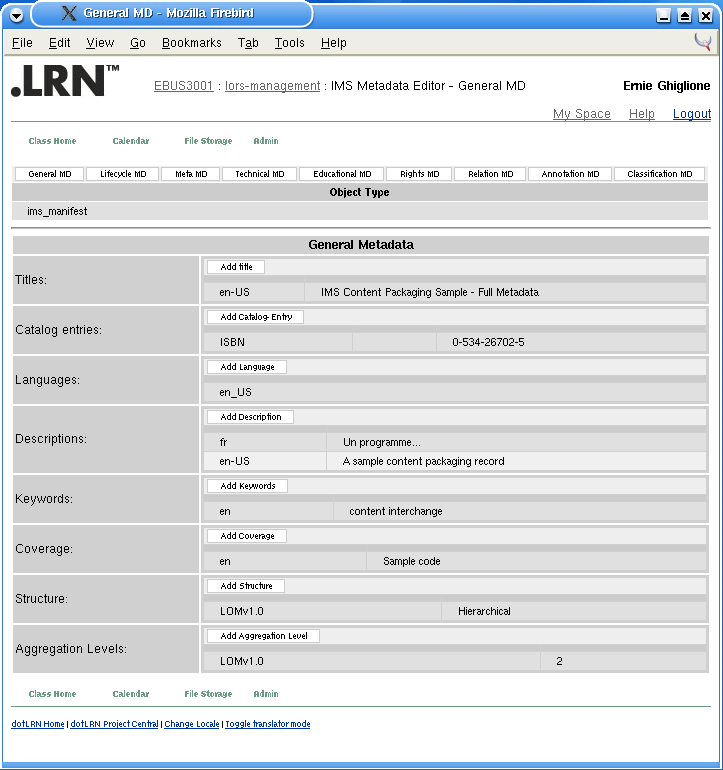 General MD - Mozilla Firebird
File Edit View Go Bookmarks Tab Tools Help
.LRN™ EBUS3001 : lors-management : IMS Metadata Editor - General MD Ernie Ghiglione
My Space Help Logout
Class Home Calendar File Storage Admin
General MD Lifecycle MD Meta MD Technical MD Educational MD Rights MD Relation MD Annotation MD Classification MD
Object Type
ims_manifest
General Metadata
Titles:
Add title
en-US IMS Content Packaging Sample - Full Metadata
Catalog entries:
Add Catalog-Entry
ISBN 0-534-26702-5
Languages:
Add Language
en_US
Descriptions:
Add Description
fr Un programme...
en-US A sample content packaging record
Keywords:
Add Keywords
en content interchange
Coverage:
Add Coverage
en Sample code
Structure:
Add Structure
LOMv1.0 Hierarchical
Aggregation Levels:
Add Aggregation Level
LOMv1.0 2
Class Home Calendar File Storage Admin
dotLRN Home | dotLRN Project Central | Change Locale | Toggle translator mode